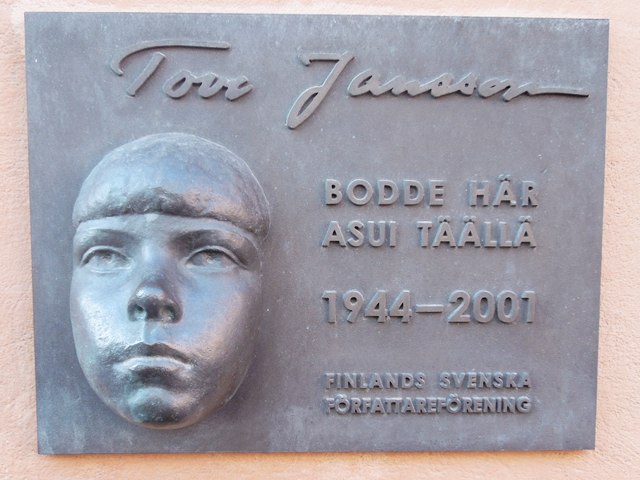 Tove Jansson
BODDE HÄR
ASUI TÄÄLLÄ
1944–2001
FINLANDS SVENSKA
FÖRFATTAREFÖRENING